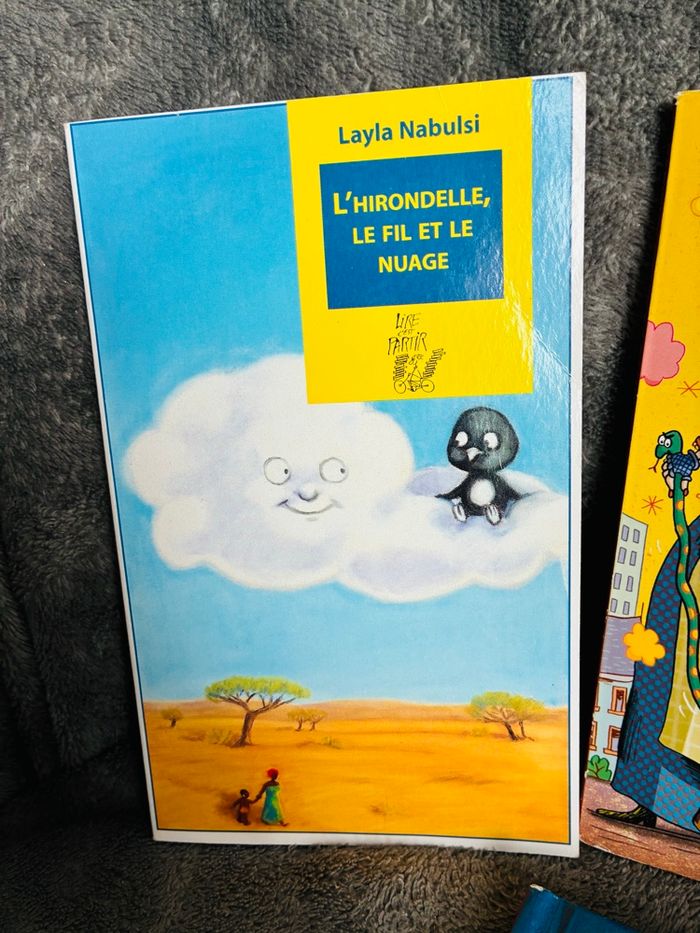 Layla Nabulsi
L'HIRONDELLE,
LE FIL ET LE
NUAGE
LIRE
C'EST
PARTIR